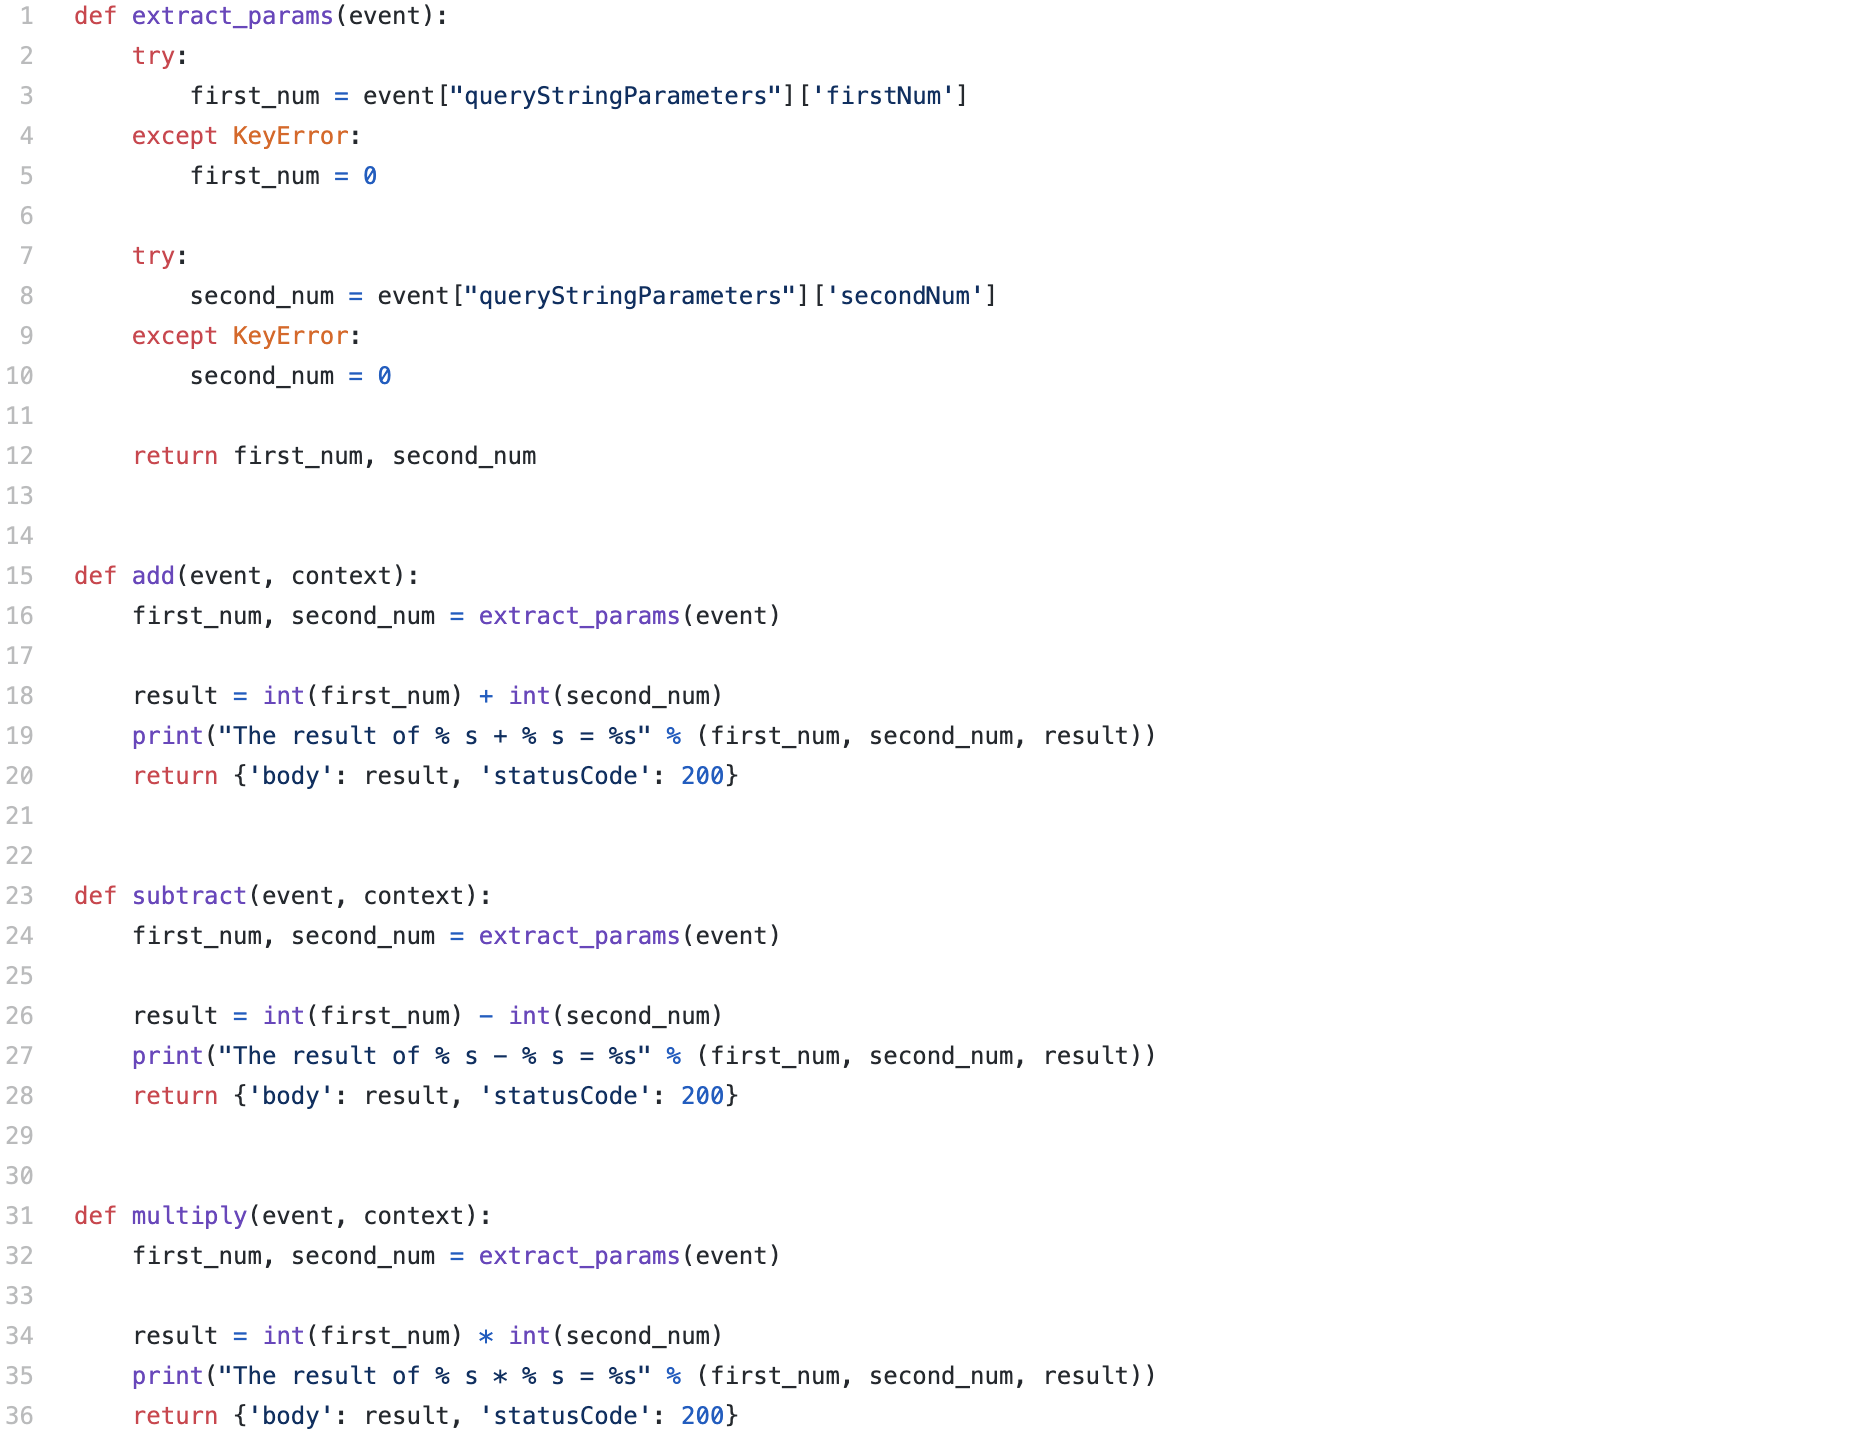 1 def extract_params(event):
2     try:
3         first_num = event["queryStringParameters"]['firstNum']
4     except KeyError:
5         first_num = 0
6
7     try:
8         second_num = event["queryStringParameters"]['secondNum']
9     except KeyError:
10         second_num = 0
11
12     return first_num, second_num
13
14
15 def add(event, context):
16     first_num, second_num = extract_params(event)
17
18     result = int(first_num) + int(second_num)
19     print("The result of % s + % s = %s" % (first_num, second_num, result))
20     return {'body': result, 'statusCode': 200}
21
22
23 def subtract(event, context):
24     first_num, second_num = extract_params(event)
25
26     result = int(first_num) - int(second_num)
27     print("The result of % s - % s = %s" % (first_num, second_num, result))
28     return {'body': result, 'statusCode': 200}
29
30
31 def multiply(event, context):
32     first_num, second_num = extract_params(event)
33
34     result = int(first_num) * int(second_num)
35     print("The result of % s * % s = %s" % (first_num, second_num, result))
36     return {'body': result, 'statusCode': 200}